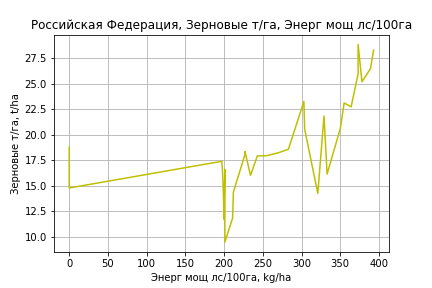 Российская Федерация, Зерновые т/га, Энерг мощ лс/100га
27.5
25.0
22.5
20.0
17.5
15.0
12.5
10.0
Зерновые т/га, t/ha
0 50 100 150 200 250 300 350 400
Энерг мощ лс/100га, kg/ha